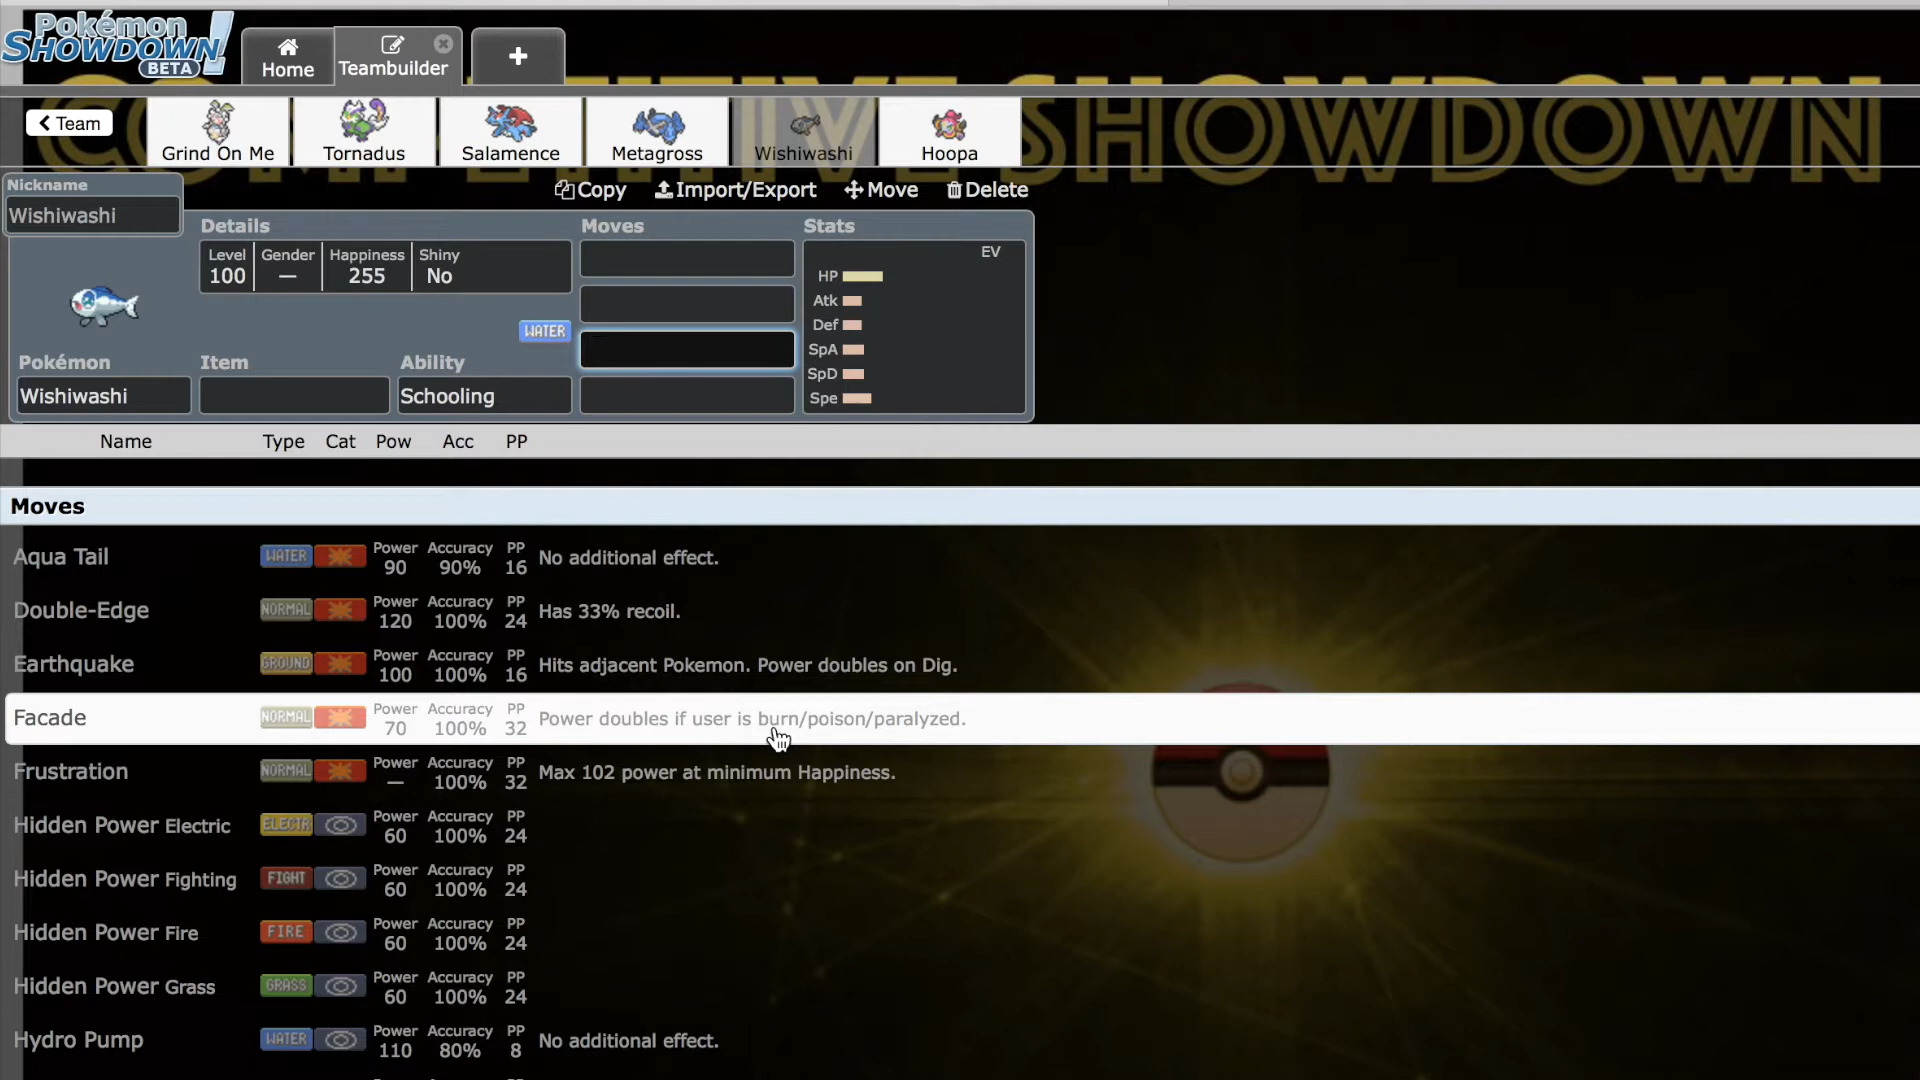 Pokémon
SHOWDOWN!
BETA
Home
Teambuilder
+
COMPETITIVE SHOWDOWN
Team
Grind On Me
Tornadus
Salamence
Metagross
Wishiwashi
Hoopa
Copy
Import/Export
Move
Delete
Nickname
Wishiwashi
Details
Moves
Stats
Level Gender Happiness Shiny
100 — 255 No
EV
HP
Atk
Def
SpA
SpD
Spe
WATER
Pokémon
Item
Ability
Wishiwashi
Schooling
Name Type Cat Pow Acc PP
Moves
Aqua Tail WATER Power 90 Accuracy 90% PP 16 No additional effect.
Double-Edge NORMAL Power 120 Accuracy 100% PP 24 Has 33% recoil.
Earthquake GROUND Power 100 Accuracy 100% PP 16 Hits adjacent Pokemon. Power doubles on Dig.
Facade NORMAL Power 70 Accuracy 100% PP 32 Power doubles if user is burn/poison/paralyzed.
Frustration NORMAL Power — Accuracy 100% PP 32 Max 102 power at minimum Happiness.
Hidden Power Electric ELECTR Power 60 Accuracy 100% PP 24
Hidden Power Fighting FIGHT Power 60 Accuracy 100% PP 24
Hidden Power Fire FIRE Power 60 Accuracy 100% PP 24
Hidden Power Grass GRASS Power 60 Accuracy 100% PP 24
Hydro Pump WATER Power 110 Accuracy 80% PP 8 No additional effect.